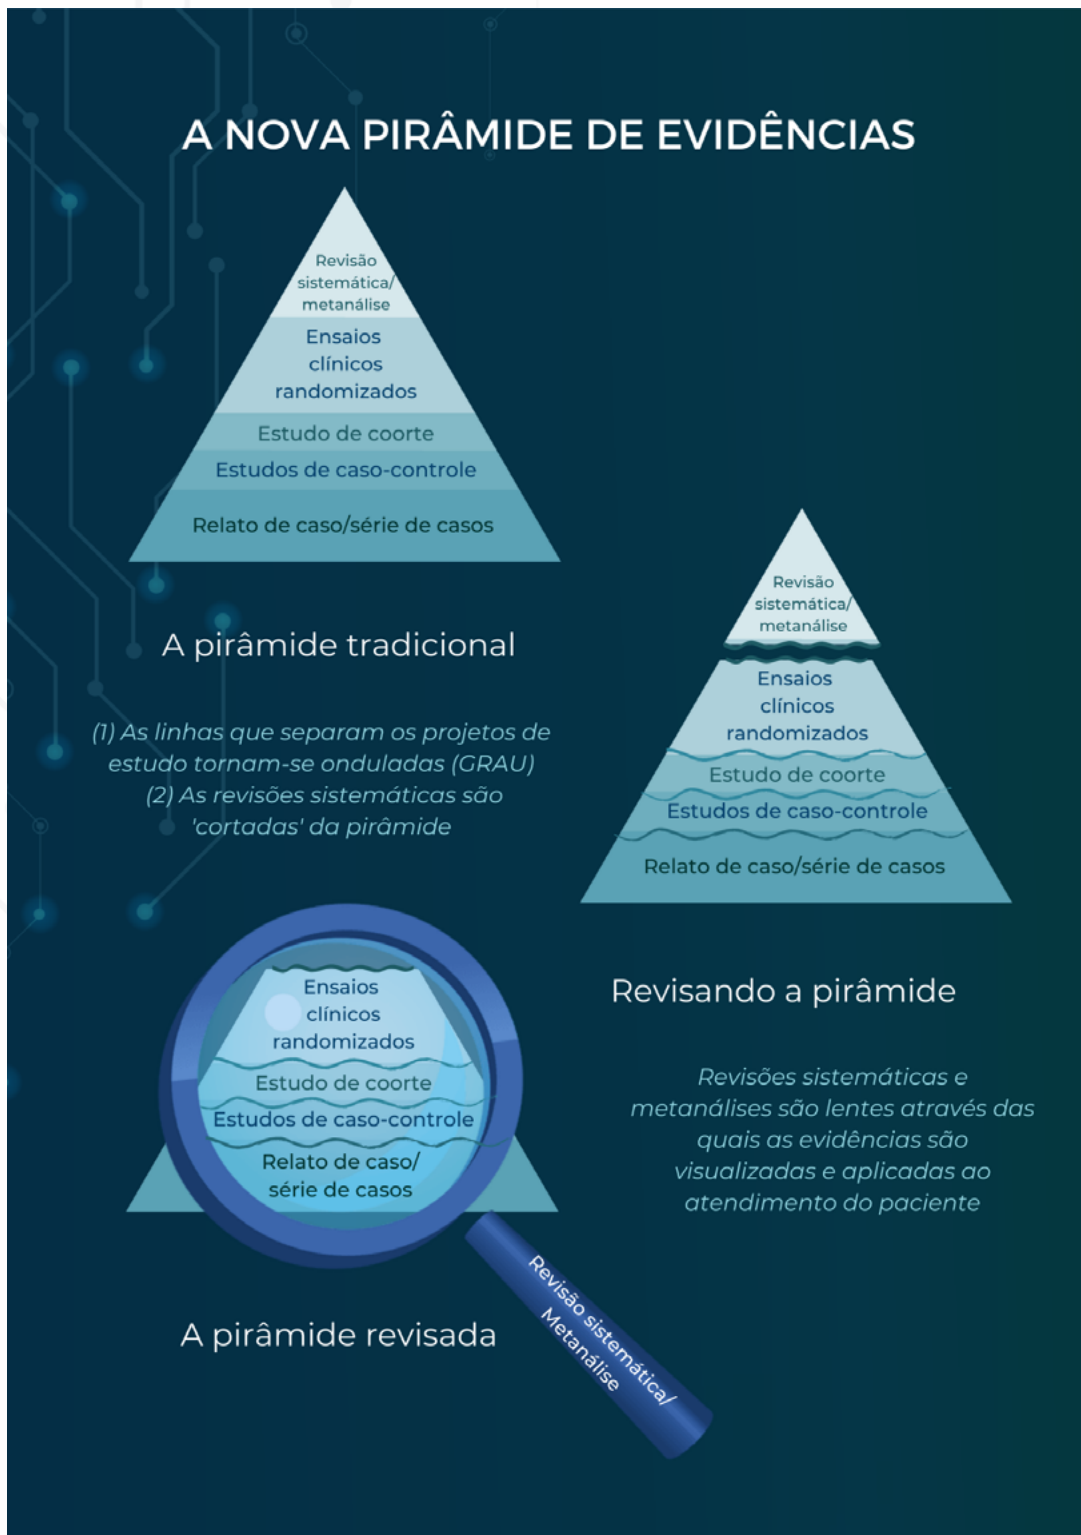 A NOVA PIRÂMIDE DE EVIDÊNCIAS
Revisão
sistemática/
metanálise
Ensaios
clínicos
randomizados
Estudo de coorte
Estudos de caso-controle
Relato de caso/série de casos
A pirâmide tradicional
(1) As linhas que separam os projetos de
estudo tornam-se onduladas (GRAU)
(2) As revisões sistemáticas são
'cortadas' da pirâmide
Revisão
sistemática/
metanálise
Ensaios
clínicos
randomizados
Estudo de coorte
Estudos de caso-controle
Relato de caso/série de casos
Revisando a pirâmide
Revisões sistemáticas e
metanálises são lentes através das
quais as evidências são
visualizadas e aplicadas ao
atendimento do paciente
Ensaios
clínicos
randomizados
Estudo de coorte
Estudos de caso-controle
Relato de caso/
série de casos
Revisão sistemática/
Metanálise
A pirâmide revisada